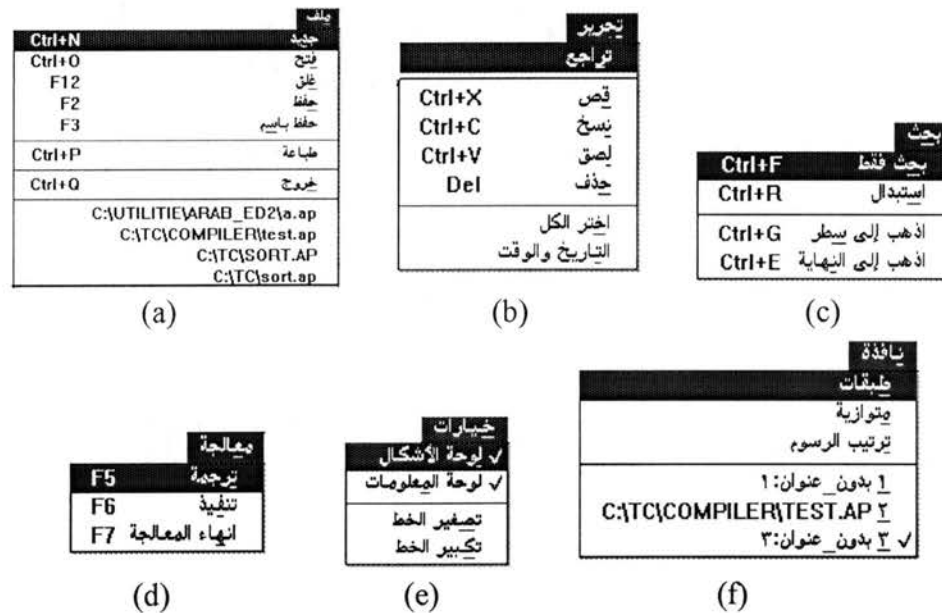 ملف
جديد Ctrl+N
فتح Ctrl+O
غلق F12
حفظ F2
حفظ باسم F3
طباعة Ctrl+P
خروج Ctrl+Q
C:\UTILITIE\ARAB_ED2\a.ap
C:\TC\COMPILER\test.ap
C:\TC\SORT.AP
C:\TC\sort.ap
(a)
تحرير
تراجع
قص Ctrl+X
نسخ Ctrl+C
لصق Ctrl+V
حذف Del
اختر الكل
التاريخ والوقت
(b)
بحث
بحث فقط Ctrl+F
استبدال Ctrl+R
اذهب إلى سطر Ctrl+G
اذهب إلى النهاية Ctrl+E
(c)
معالجة
ترجمة F5
تنفيذ F6
انهاء المعالجة F7
(d)
خيارات
✓ لوحة الأشكال
✓ لوحة المعلومات
تصغير الخط
تكبير الخط
(e)
نافذة
طبقات
متوازية
ترتيب الرسوم
١ بدون_عنوان:١
٢ C:\TC\COMPILER\TEST.AP
✓ ٣ بدون_عنوان:٣
(f)